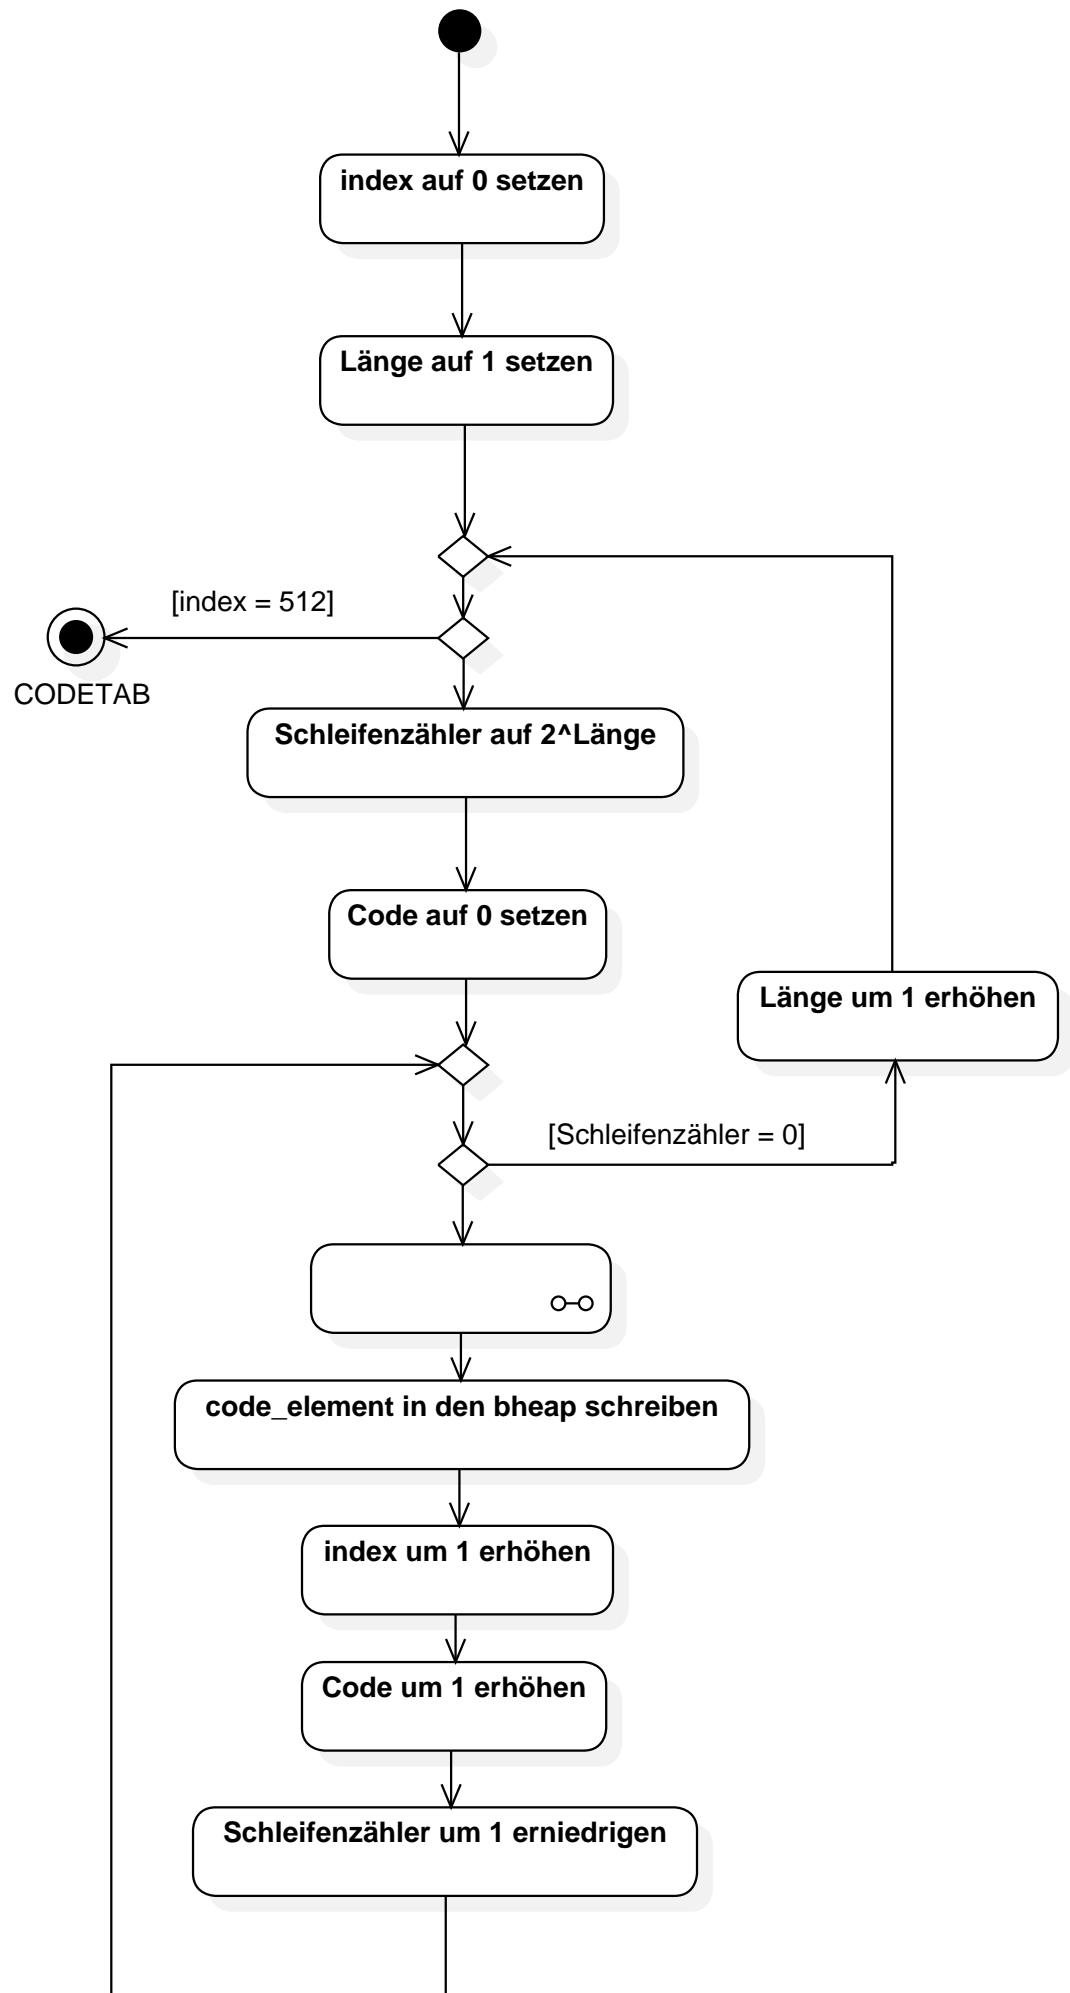 index auf 0 setzen
Länge auf 1 setzen
[index = 512]
CODETAB
Schleifenzähler auf 2^Länge
Code auf 0 setzen
Länge um 1 erhöhen
[Schleifenzähler = 0]
code_element in den bheap schreiben
index um 1 erhöhen
Code um 1 erhöhen
Schleifenzähler um 1 erniedrigen